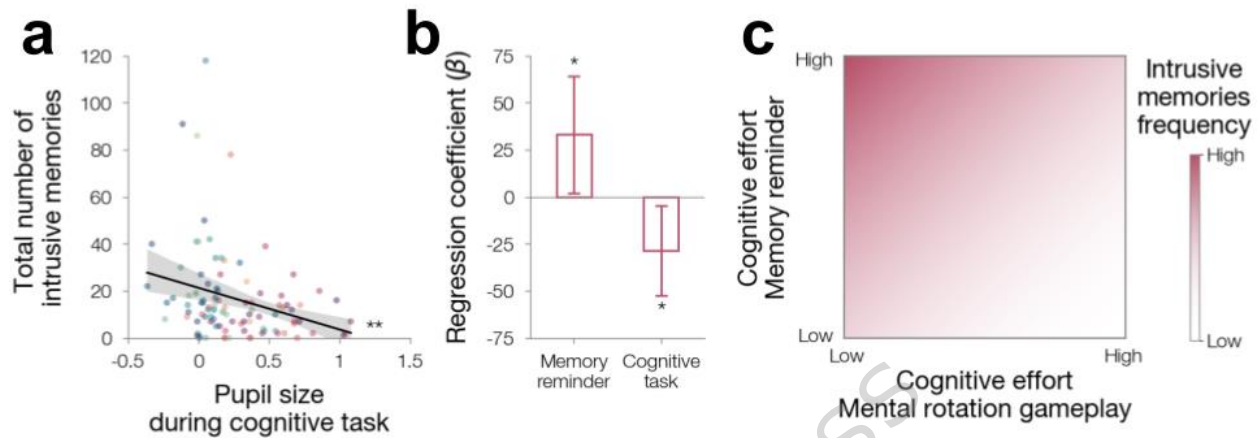 a
Total number of
intrusive memories
120
100
80
60
40
20
0
-0.5
0
0.5
1
1.5
**
Pupil size
during cognitive task
b
Regression coefficient (β)
75
50
25
0
-25
-50
-75
*
*
Memory
reminder
Cognitive
task
c
Cognitive effort
Memory reminder
High
Low
Low
High
Cognitive effort
Mental rotation gameplay
Intrusive
memories
frequency
High
Low